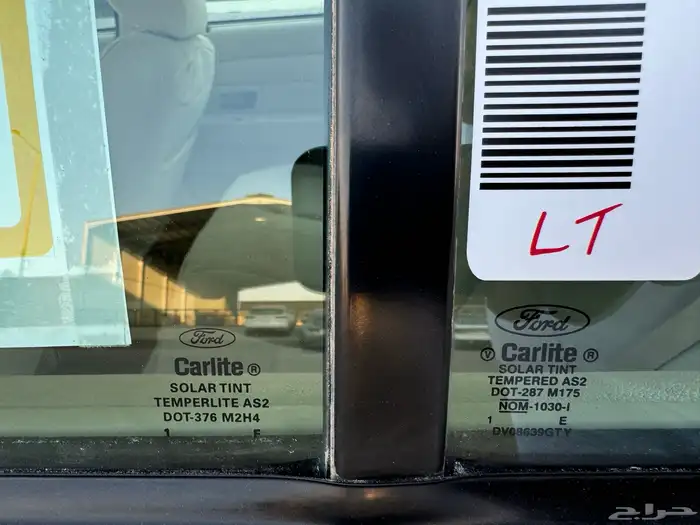 LT
Ford
Carlite ®
SOLAR TINT
TEMPERLITE AS2
DOT-376 M2H4
1 F
Ford
V Carlite ®
SOLAR TINT
TEMPERED AS2
DOT-287 M175
NOM-1030-I
1 E
DV68639GTY
حراج